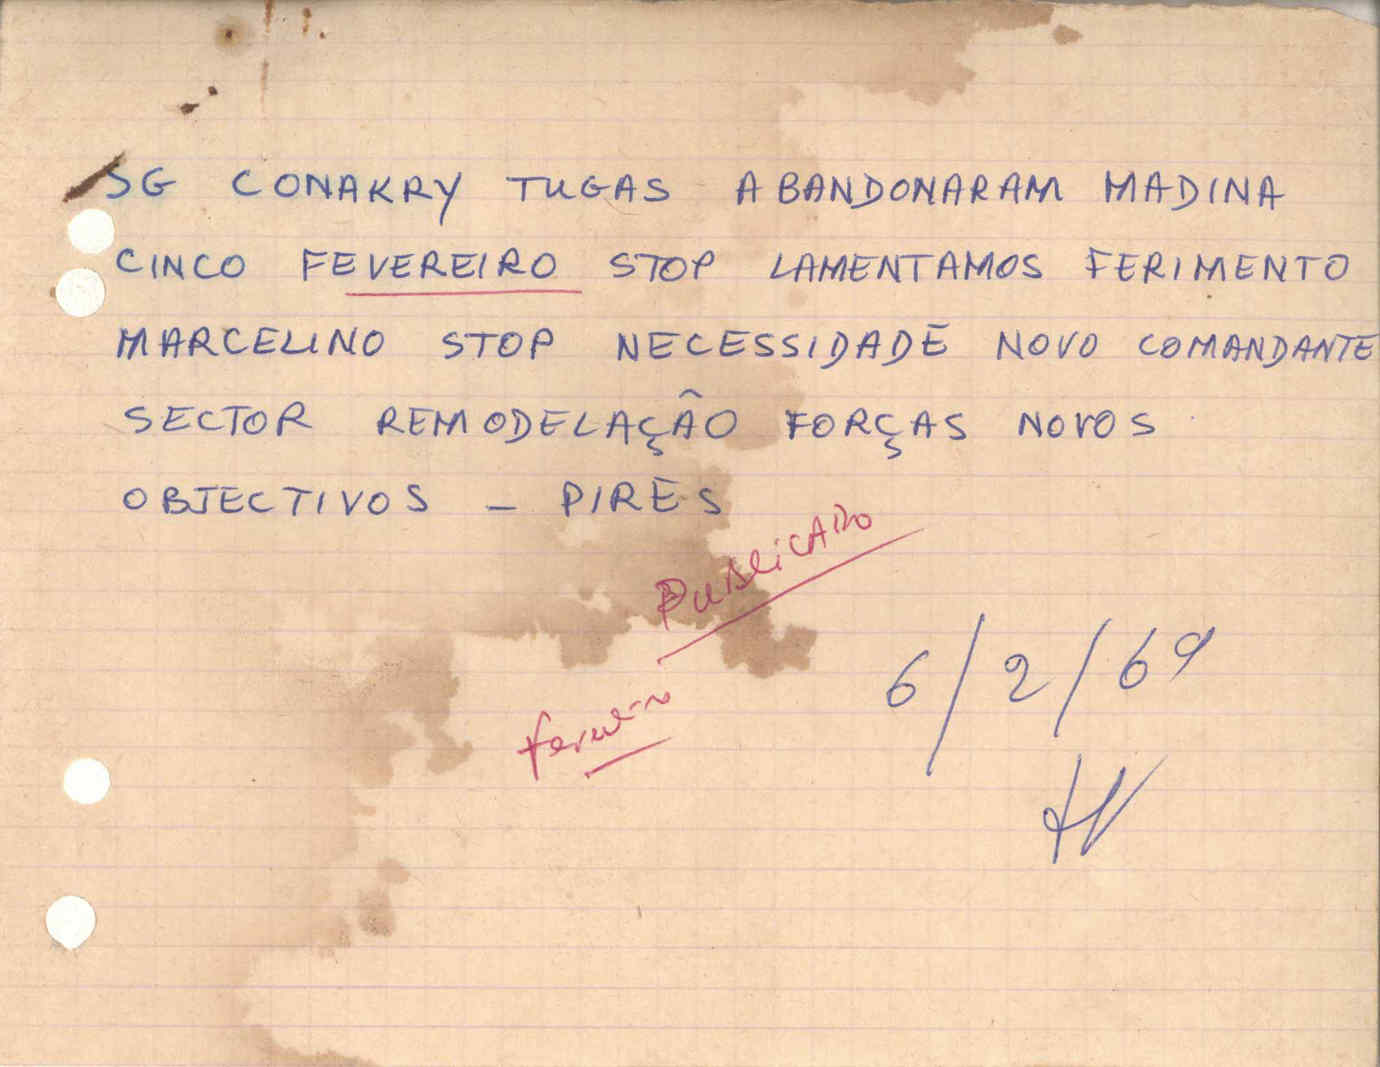 SG CONAKRY TUGAS ABANDONARAM MADINA
CINCO FEVEREIRO STOP LAMENTAMOS FERIMENTO
MARCELINO STOP NECESSIDADE NOVO COMANDANTE
SECTOR REMODELAÇÃO FORÇAS NOVOS
OBJECTIVOS - PIRES
PUBLICADO
6/2/69